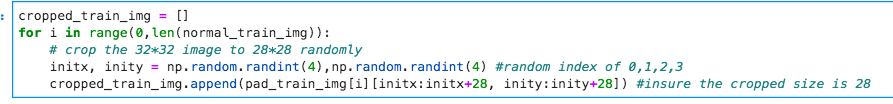 cropped_train_img = []
for i in range(0,len(normal_train_img)):
    # crop the 32*32 image to 28*28 randomly
    initx, inity = np.random.randint(4),np.random.randint(4) #random index of 0,1,2,3
    cropped_train_img.append(pad_train_img[i][initx:initx+28, inity:inity+28]) #insure the cropped size is 28